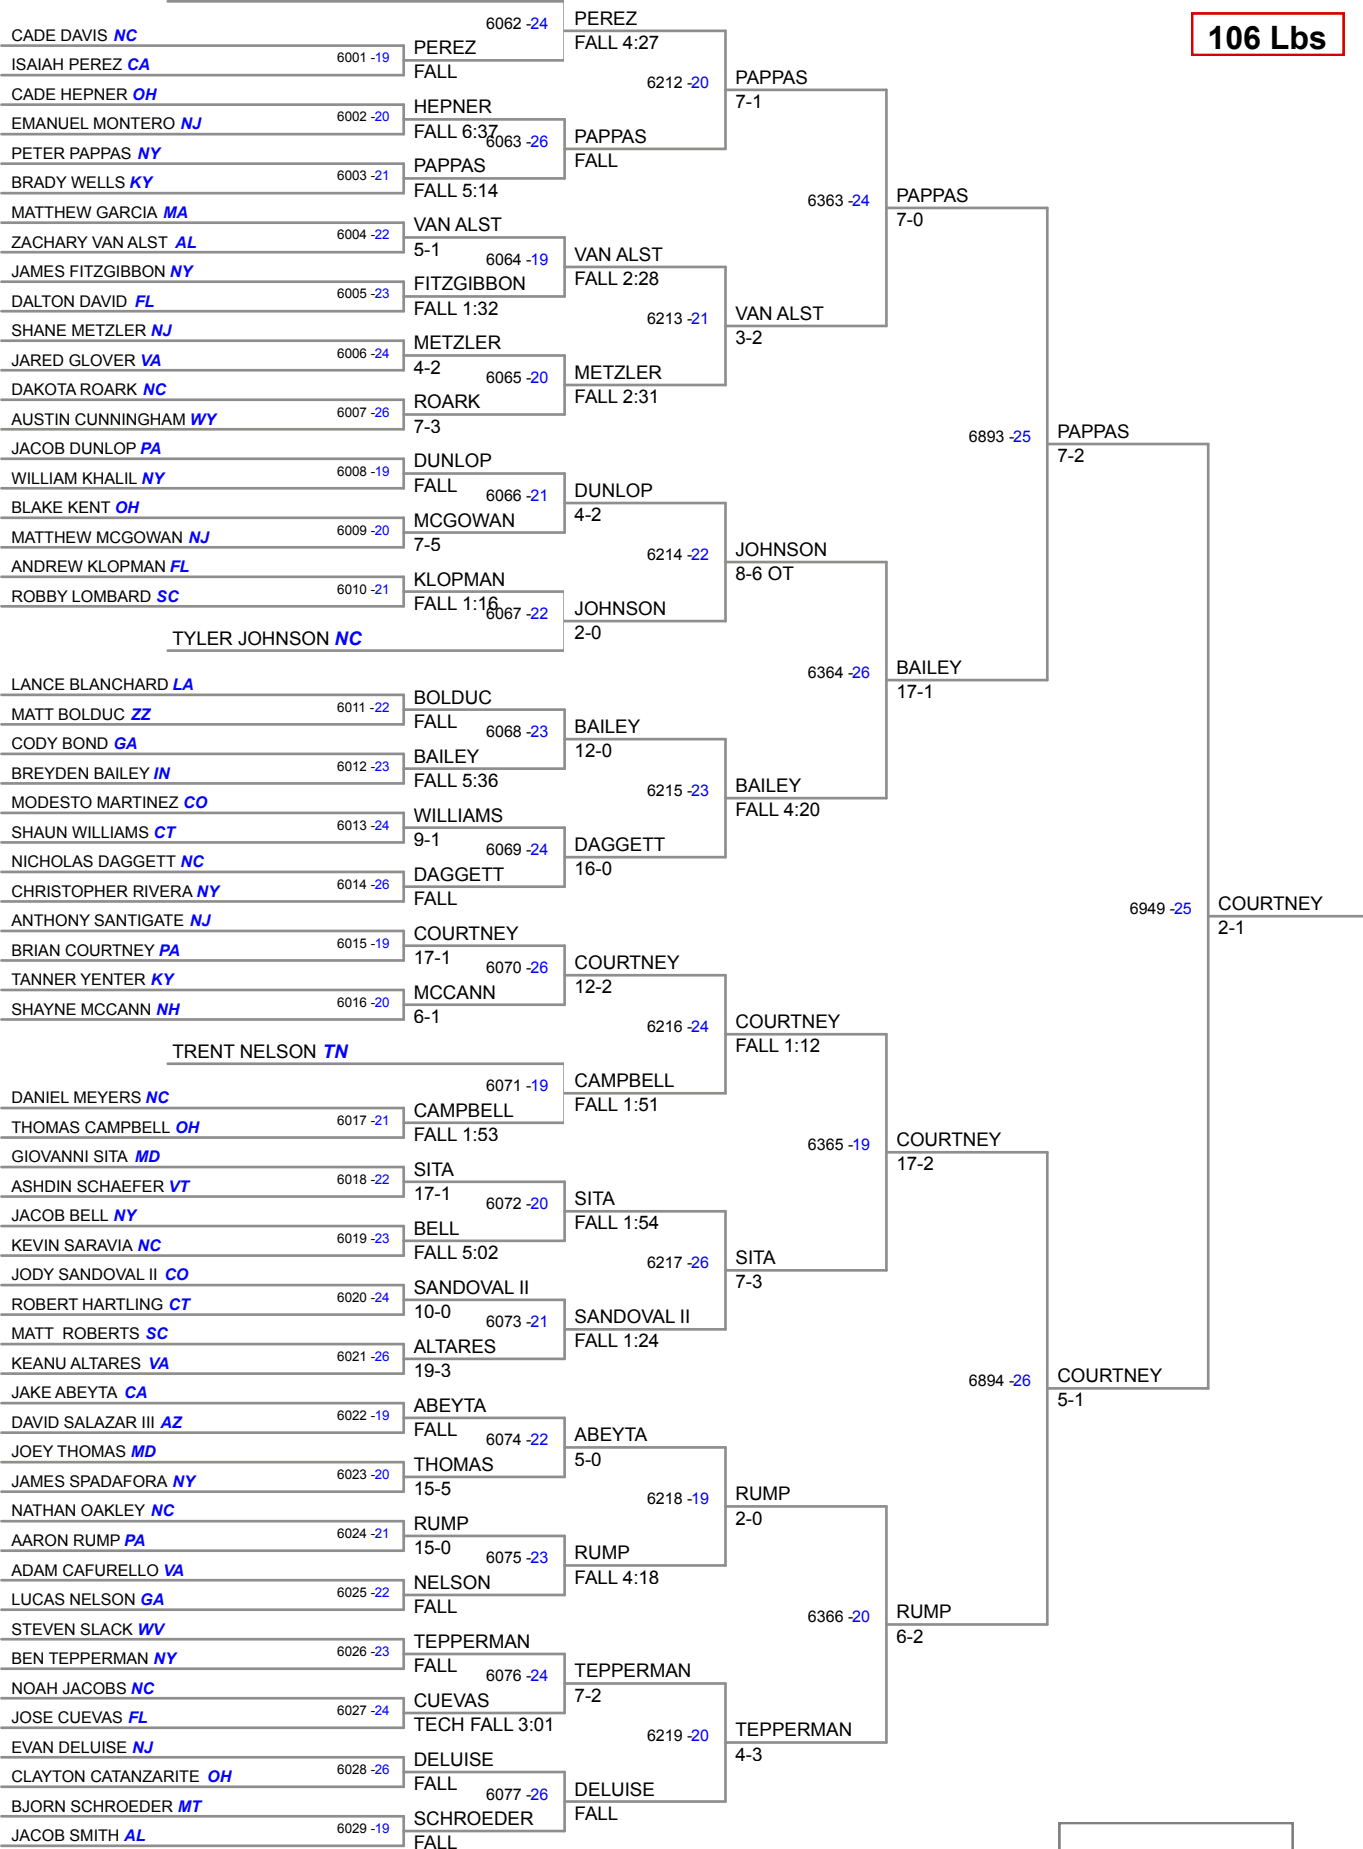 106 Lbs
CADE DAVIS NC
ISAIAH PEREZ CA
CADE HEPNER OH
EMANUEL MONTERO NJ
PETER PAPPAS NY
BRADY WELLS KY
MATTHEW GARCIA MA
ZACHARY VAN ALST AL
JAMES FITZGIBBON NY
DALTON DAVID FL
SHANE METZLER NJ
JARED GLOVER VA
DAKOTA ROARK NC
AUSTIN CUNNINGHAM WY
JACOB DUNLOP PA
WILLIAM KHALIL NY
BLAKE KENT OH
MATTHEW MCGOWAN NJ
ANDREW KLOPMAN FL
ROBBY LOMBARD SC
TYLER JOHNSON NC
LANCE BLANCHARD LA
MATT BOLDUC ZZ
CODY BOND GA
BREYDEN BAILEY IN
MODESTO MARTINEZ CO
SHAUN WILLIAMS CT
NICHOLAS DAGGETT NC
CHRISTOPHER RIVERA NY
ANTHONY SANTIGATE NJ
BRIAN COURTNEY PA
TANNER YENTER KY
SHAYNE MCCANN NH
TRENT NELSON TN
DANIEL MEYERS NC
THOMAS CAMPBELL OH
GIOVANNI SITA MD
ASHDIN SCHAEFER VT
JACOB BELL NY
KEVIN SARAVIA NC
JODY SANDOVAL II CO
ROBERT HARTLING CT
MATT ROBERTS SC
KEANU ALTARES VA
JAKE ABEYTA CA
DAVID SALAZAR III AZ
JOEY THOMAS MD
JAMES SPADAFORA NY
NATHAN OAKLEY NC
AARON RUMP PA
ADAM CAFURELLO VA
LUCAS NELSON GA
STEVEN SLACK WV
BEN TEPPERMAN NY
NOAH JACOBS NC
JOSE CUEVAS FL
EVAN DELUISE NJ
CLAYTON CATANZARITE OH
BJORN SCHROEDER MT
JACOB SMITH AL
6001 -19
PEREZ
FALL
6002 -20
HEPNER
FALL 6:37
6003 -21
PAPPAS
FALL 5:14
6004 -22
VAN ALST
5-1
6005 -23
FITZGIBBON
FALL 1:32
6006 -24
METZLER
4-2
6007 -26
ROARK
7-3
6008 -19
DUNLOP
FALL
6009 -20
MCGOWAN
7-5
6010 -21
KLOPMAN
FALL 1:16
6011 -22
BOLDUC
FALL
6012 -23
BAILEY
FALL 5:36
6013 -24
WILLIAMS
9-1
6014 -26
DAGGETT
FALL
6015 -19
COURTNEY
17-1
6016 -20
MCCANN
6-1
6017 -21
CAMPBELL
FALL 1:53
6018 -22
SITA
17-1
6019 -23
BELL
FALL 5:02
6020 -24
SANDOVAL II
10-0
6021 -26
ALTARES
19-3
6022 -19
ABEYTA
FALL
6023 -20
THOMAS
15-5
6024 -21
RUMP
15-0
6025 -22
NELSON
FALL
6026 -23
TEPPERMAN
FALL
6027 -24
CUEVAS
TECH FALL 3:01
6028 -26
DELUISE
FALL
6029 -19
SCHROEDER
FALL
6062 -24
PEREZ
FALL 4:27
6063 -26
PAPPAS
FALL
6064 -19
VAN ALST
FALL 2:28
6065 -20
METZLER
FALL 2:31
6066 -21
DUNLOP
4-2
6067 -22
JOHNSON
2-0
6068 -23
BAILEY
12-0
6069 -24
DAGGETT
16-0
6070 -26
COURTNEY
12-2
6071 -19
CAMPBELL
FALL 1:51
6072 -20
SITA
FALL 1:54
6073 -21
SANDOVAL II
FALL 1:24
6074 -22
ABEYTA
5-0
6075 -23
RUMP
FALL 4:18
6076 -24
TEPPERMAN
7-2
6077 -26
DELUISE
FALL
6212 -20
PAPPAS
7-1
6213 -21
VAN ALST
3-2
6214 -22
JOHNSON
8-6 OT
6215 -23
BAILEY
FALL 4:20
6216 -24
COURTNEY
FALL 1:12
6217 -26
SITA
7-3
6218 -19
RUMP
2-0
6219 -20
TEPPERMAN
4-3
6363 -24
PAPPAS
7-0
6364 -26
BAILEY
17-1
6365 -19
COURTNEY
17-2
6366 -20
RUMP
6-2
6893 -25
PAPPAS
7-2
6894 -26
COURTNEY
5-1
6949 -25
COURTNEY
2-1